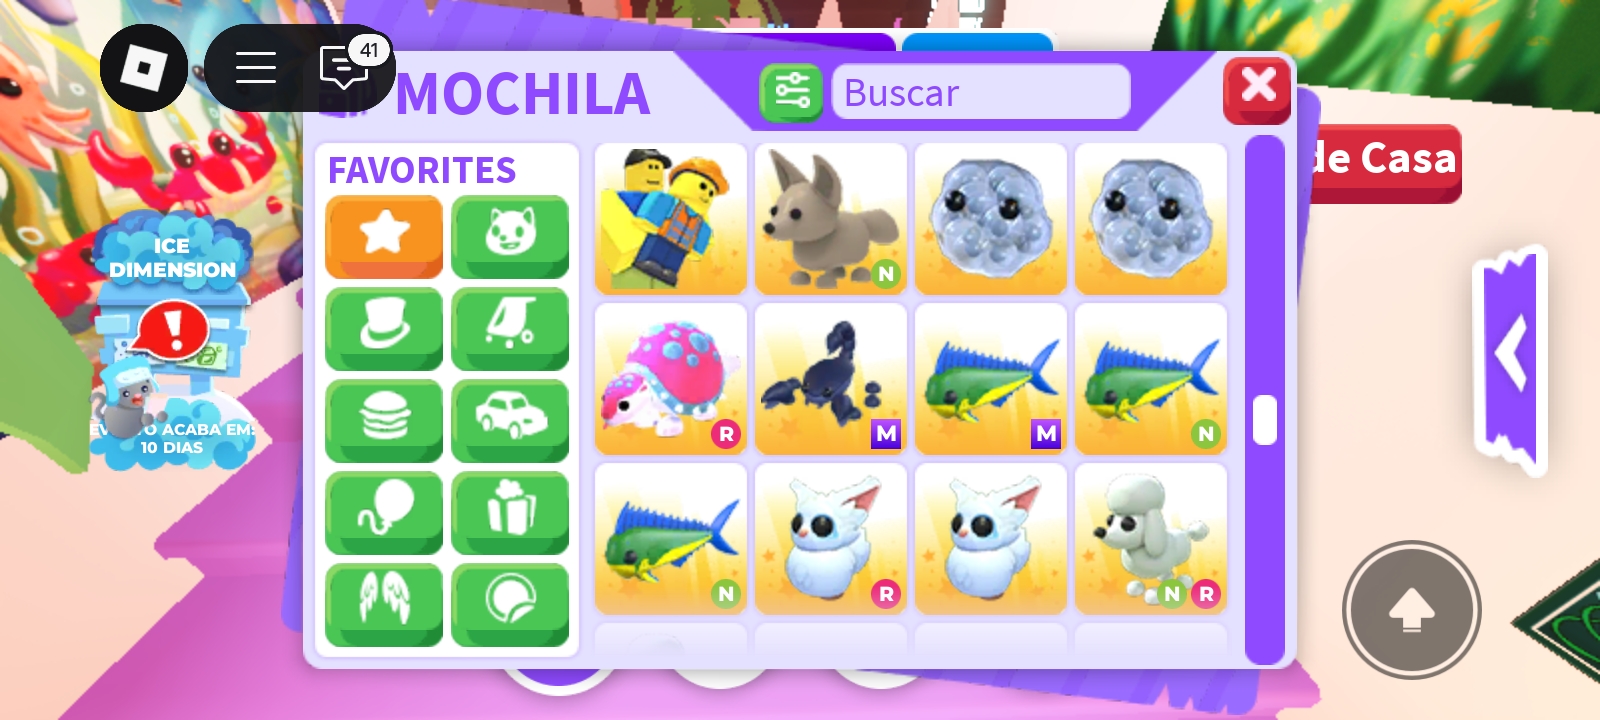 41
MOCHILA
Buscar
de Casa
FAVORITES
ICE
DIMENSION
!
ACABA EM:
10 DIAS
N
R
M
M
N
N
R
N R